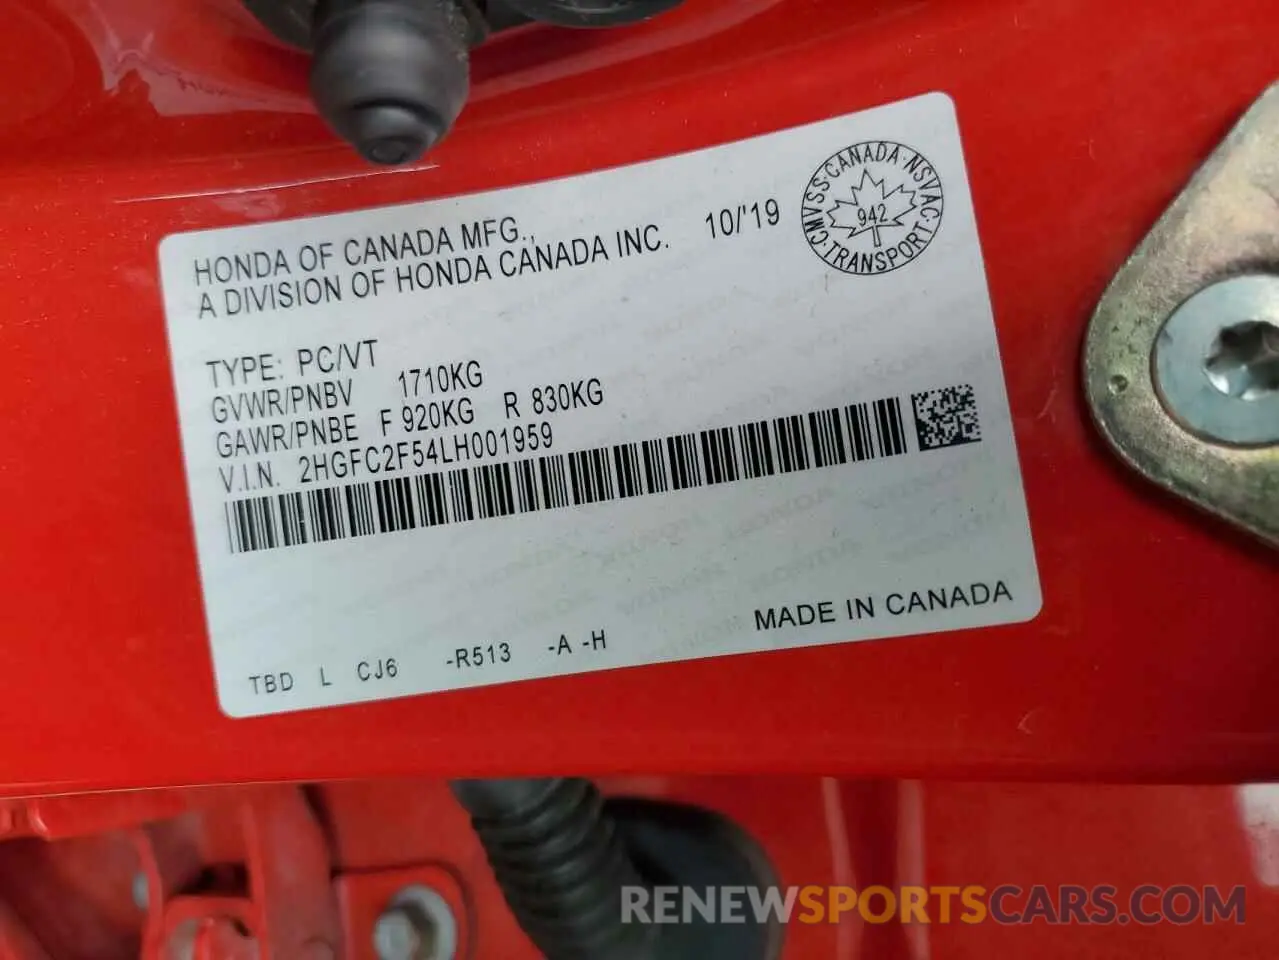 HONDA OF CANADA MFG.,
A DIVISION OF HONDA CANADA INC. 10/'19
CMVSS·CANADA·NSVAC·TRANSPORT·
942
TYPE: PC/VT
GVWR/PNBV 1710KG
GAWR/PNBE F 920KG R 830KG
V.I.N. 2HGFC2F54LH001959
MADE IN CANADA
TBD L CJ6 -R513 -A -H
RENEWSPORTSCARS.COM